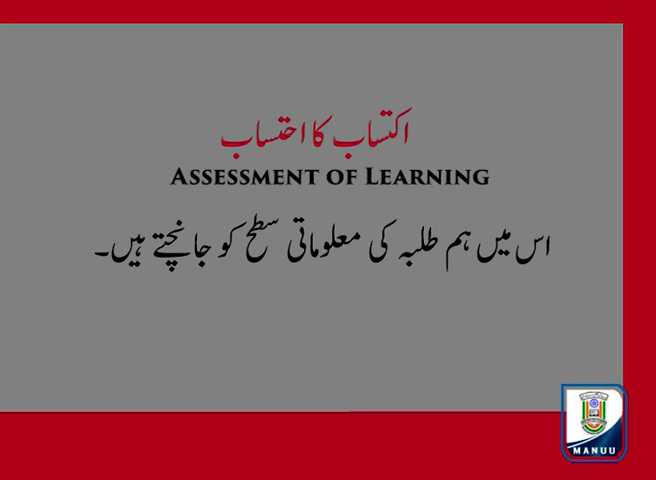 اکتساب کا احتساب
ASSESSMENT OF LEARNING
اس میں ہم طلبہ کی معلوماتی سطح کو جانچتے ہیں۔
MANUU